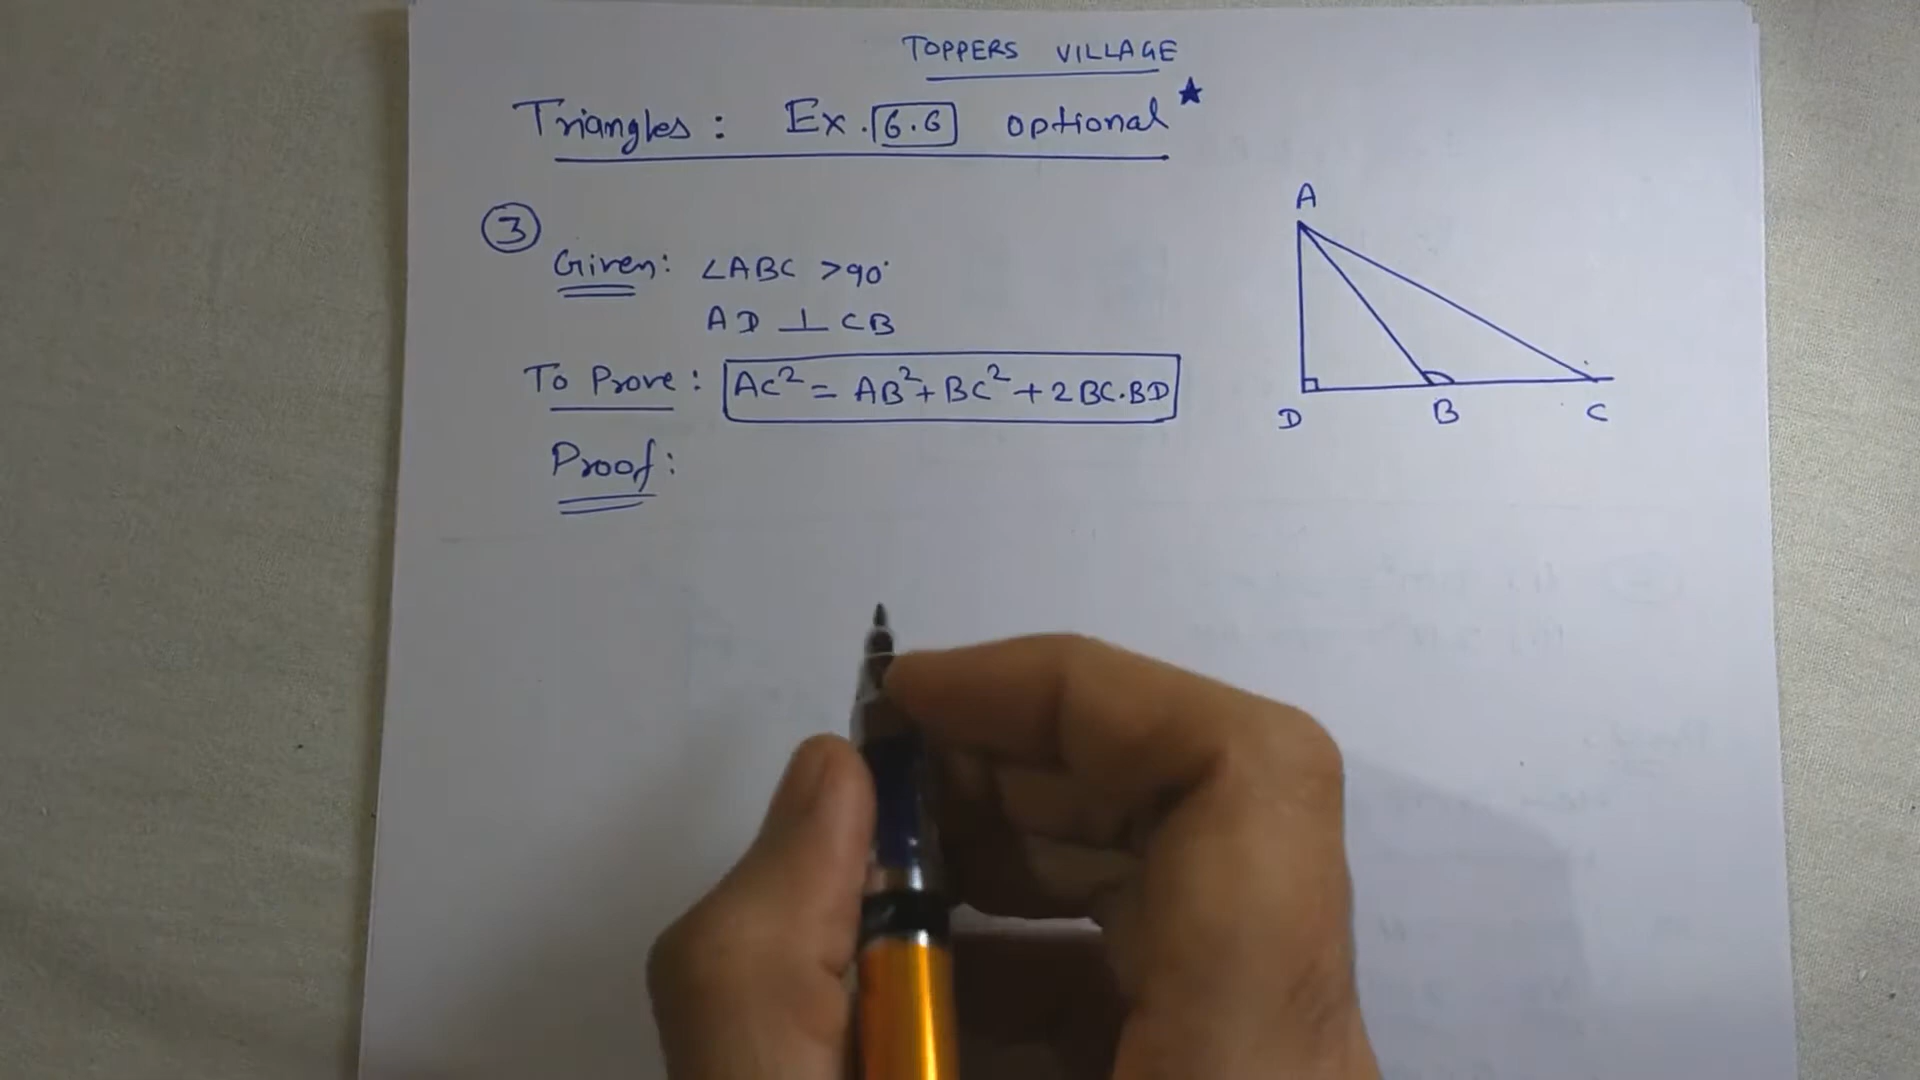 TOPPERS VILLAGE
Triangles: Ex. 6.6 optional
3
Given: ∠ABC >90°
AD ⊥ CB
To Prove: AC² = AB² + BC² + 2BC.BD
Proof:
A
D B C